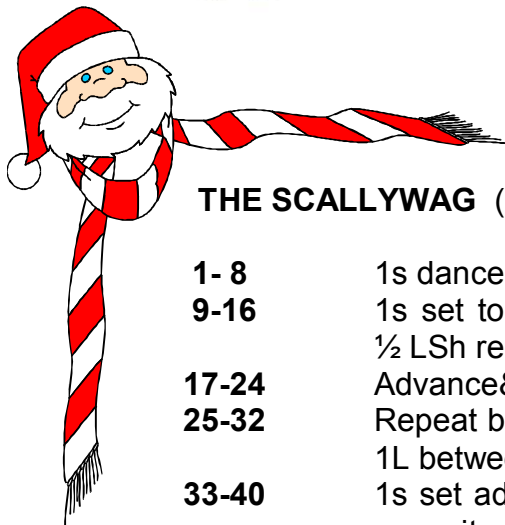 THE SCALLYWAG (
1- 8 1s dance
9-16 1s set to
½ LSh re
17-24 Advance&
25-32 Repeat b
1L betwe
33-40 1s set ad